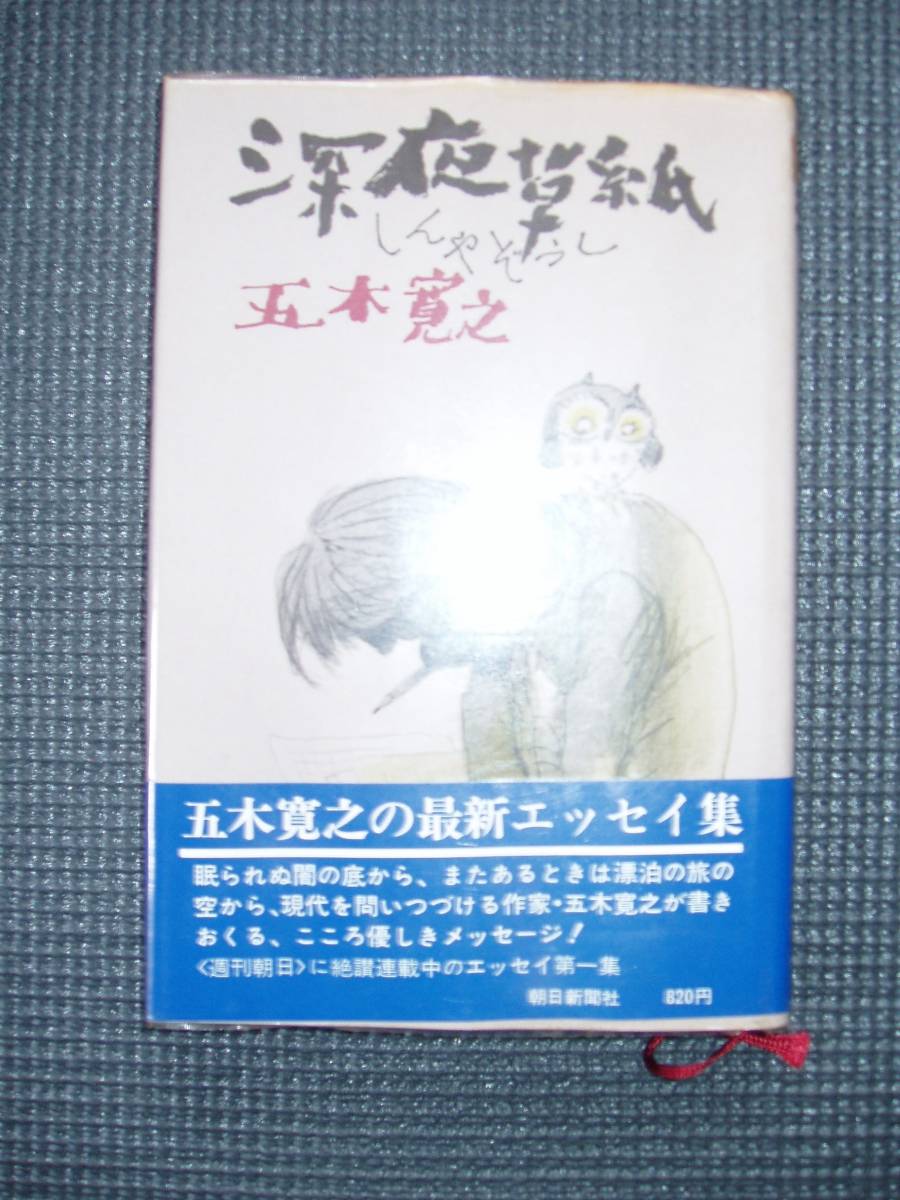 深夜草紙
しんやぞうし
五木寛之
五木寛之の最新エッセイ集
眠られぬ闇の底から、またあるときは漂泊の旅の
空から、現代を問いつづける作家・五木寛之が書き
おくる、こころ優しきメッセージ!
〈週刊朝日〉に絶讃連載中のエッセイ第一集
朝日新聞社 820円